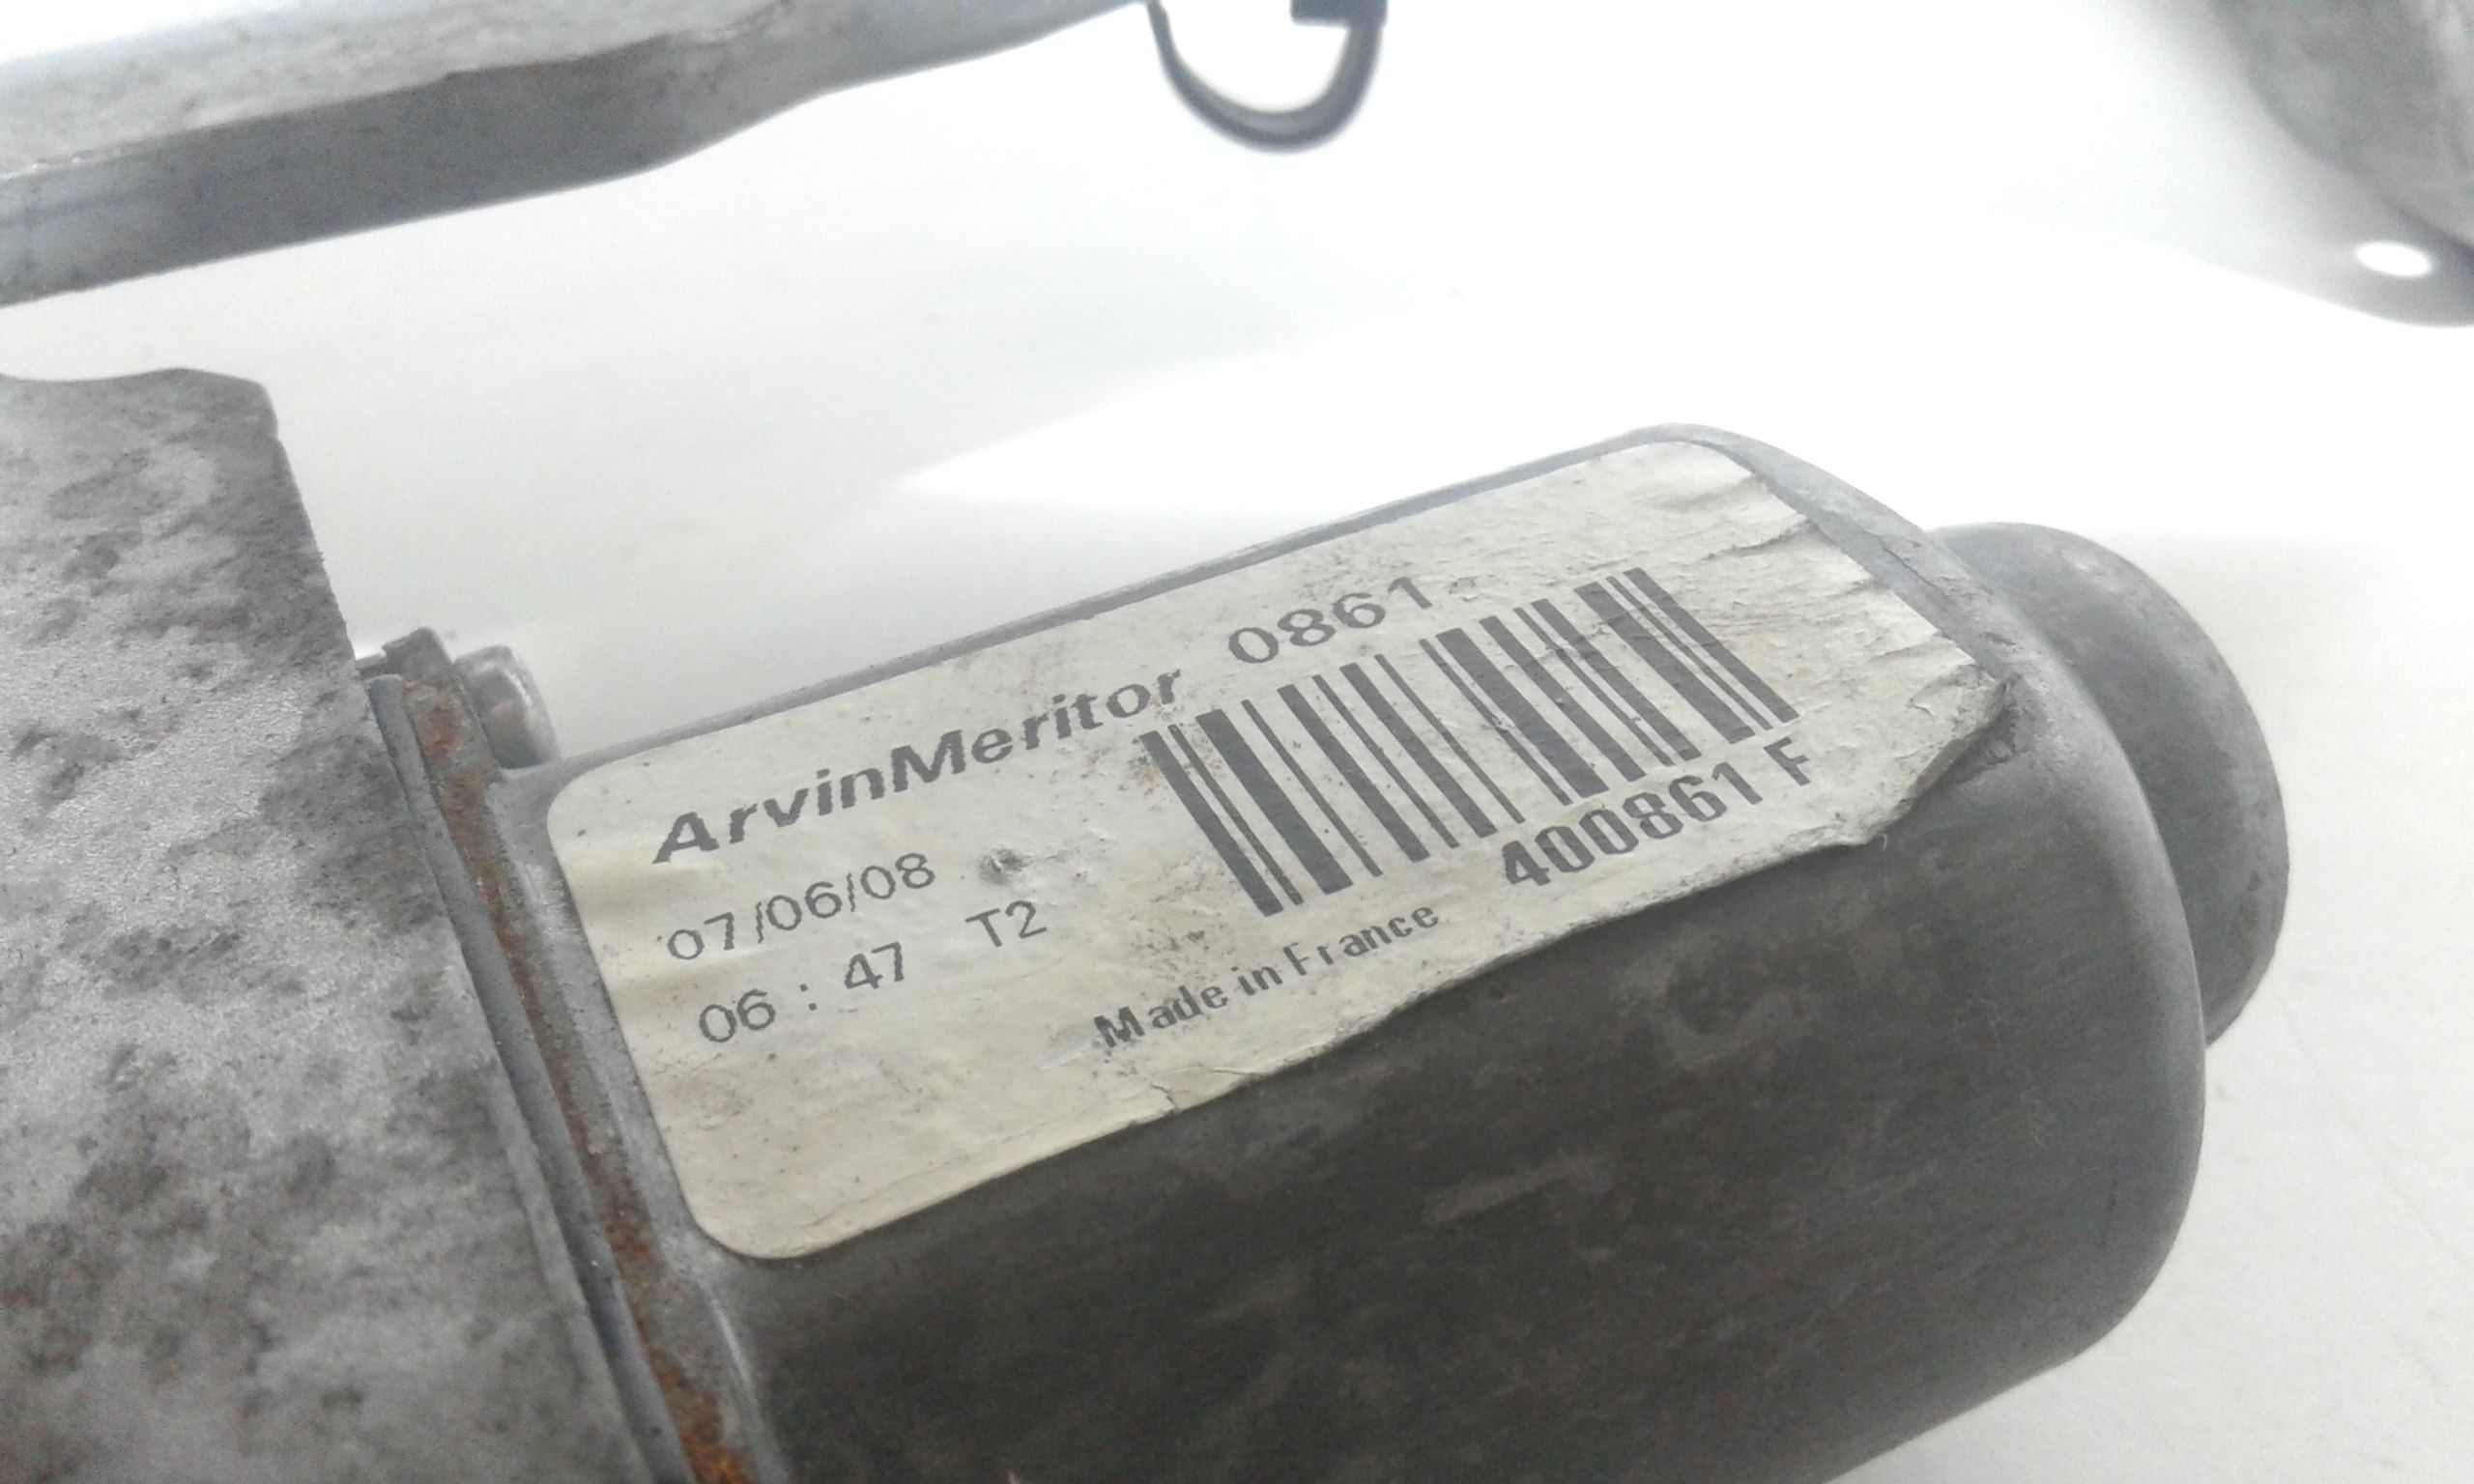 ArvinMeritor 0861
07/06/08
06 : 47 T2
400861 F
Made in France